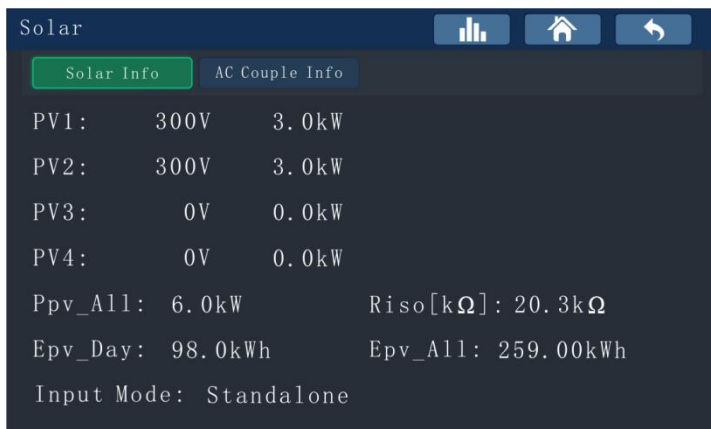 Solar
Solar Info AC Couple Info
PV1: 300V 3.0kW
PV2: 300V 3.0kW
PV3: 0V 0.0kW
PV4: 0V 0.0kW
Ppv_All: 6.0kW Riso[kΩ]: 20.3kΩ
Epv_Day: 98.0kWh Epv_All: 259.00kWh
Input Mode: Standalone